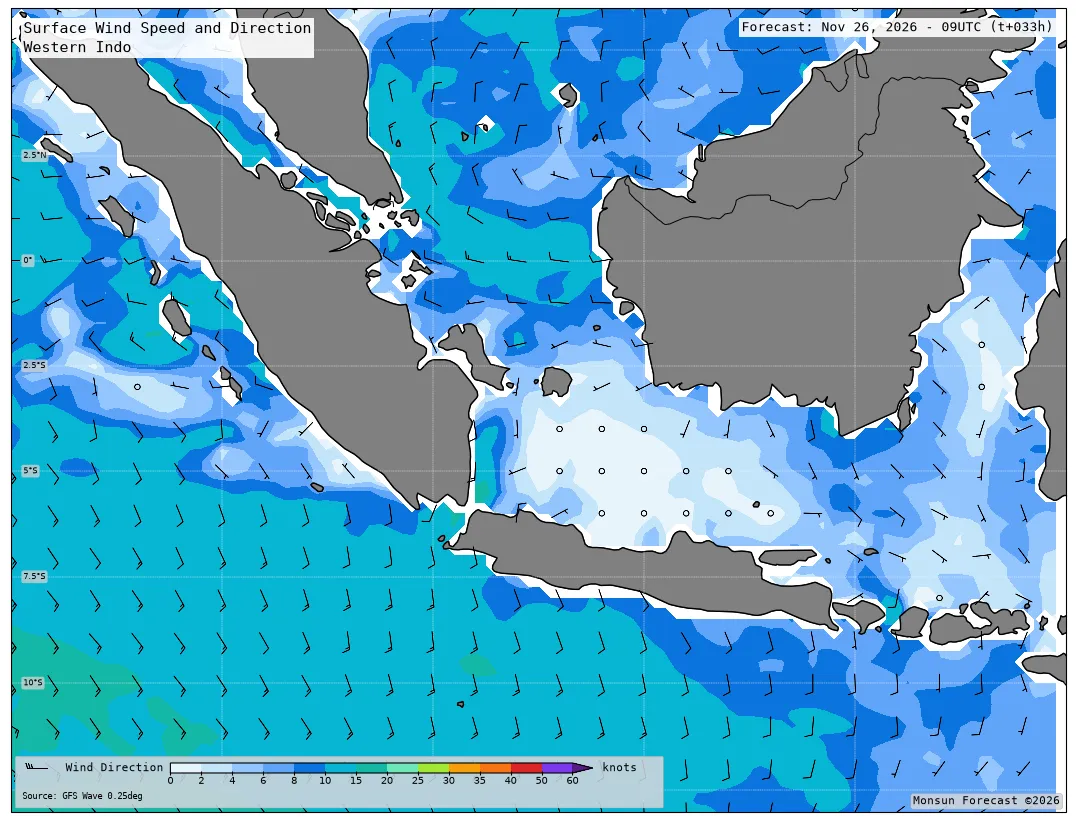 Surface Wind Speed and Direction
Western Indo
Forecast: Nov 26, 2026 - 09UTC (t+033h)
2.5°N
0°
2.5°S
5°S
7.5°S
10°S
Wind Direction
0 2 4 6 8 10 15 20 25 30 35 40 50 60
knots
Source: GFS Wave 0.25deg
Monsun Forecast ©2026